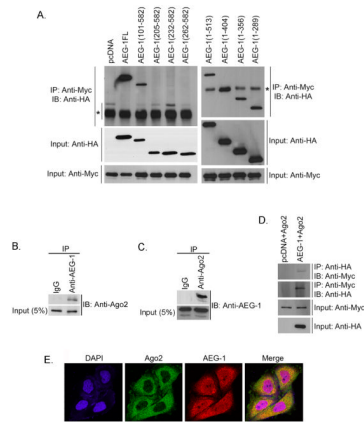 A.
pcDNA
AEG-1FL
AEG-1(101-582)
AEG-1(205-582)
AEG-1(232-582)
AEG-1(262-582)
AEG-1(1-513)
AEG-1(1-404)
AEG-1(1-356)
AEG-1(1-289)
IP: Anti-Myc
IB: Anti-HA
*
Input: Anti-HA
Input: Anti-Myc
*
IP: Anti-Myc
IB: Anti-HA
Input: Anti-HA
Input: Anti-Myc
B.
IP
IgG
Anti-AEG-1
IB: Anti-Ago2
Input (5%)
C.
IP
IgG
Anti-Ago2
IB: Anti-AEG-1
Input (5%)
D.
pcDNA+Ago2
AEG-1+Ago2
IP: Anti-HA
IB: Anti-Myc
IP: Anti-Myc
IB: Anti-HA
Input: Anti-Myc
Input: Anti-HA
E.
DAPI Ago2 AEG-1 Merge